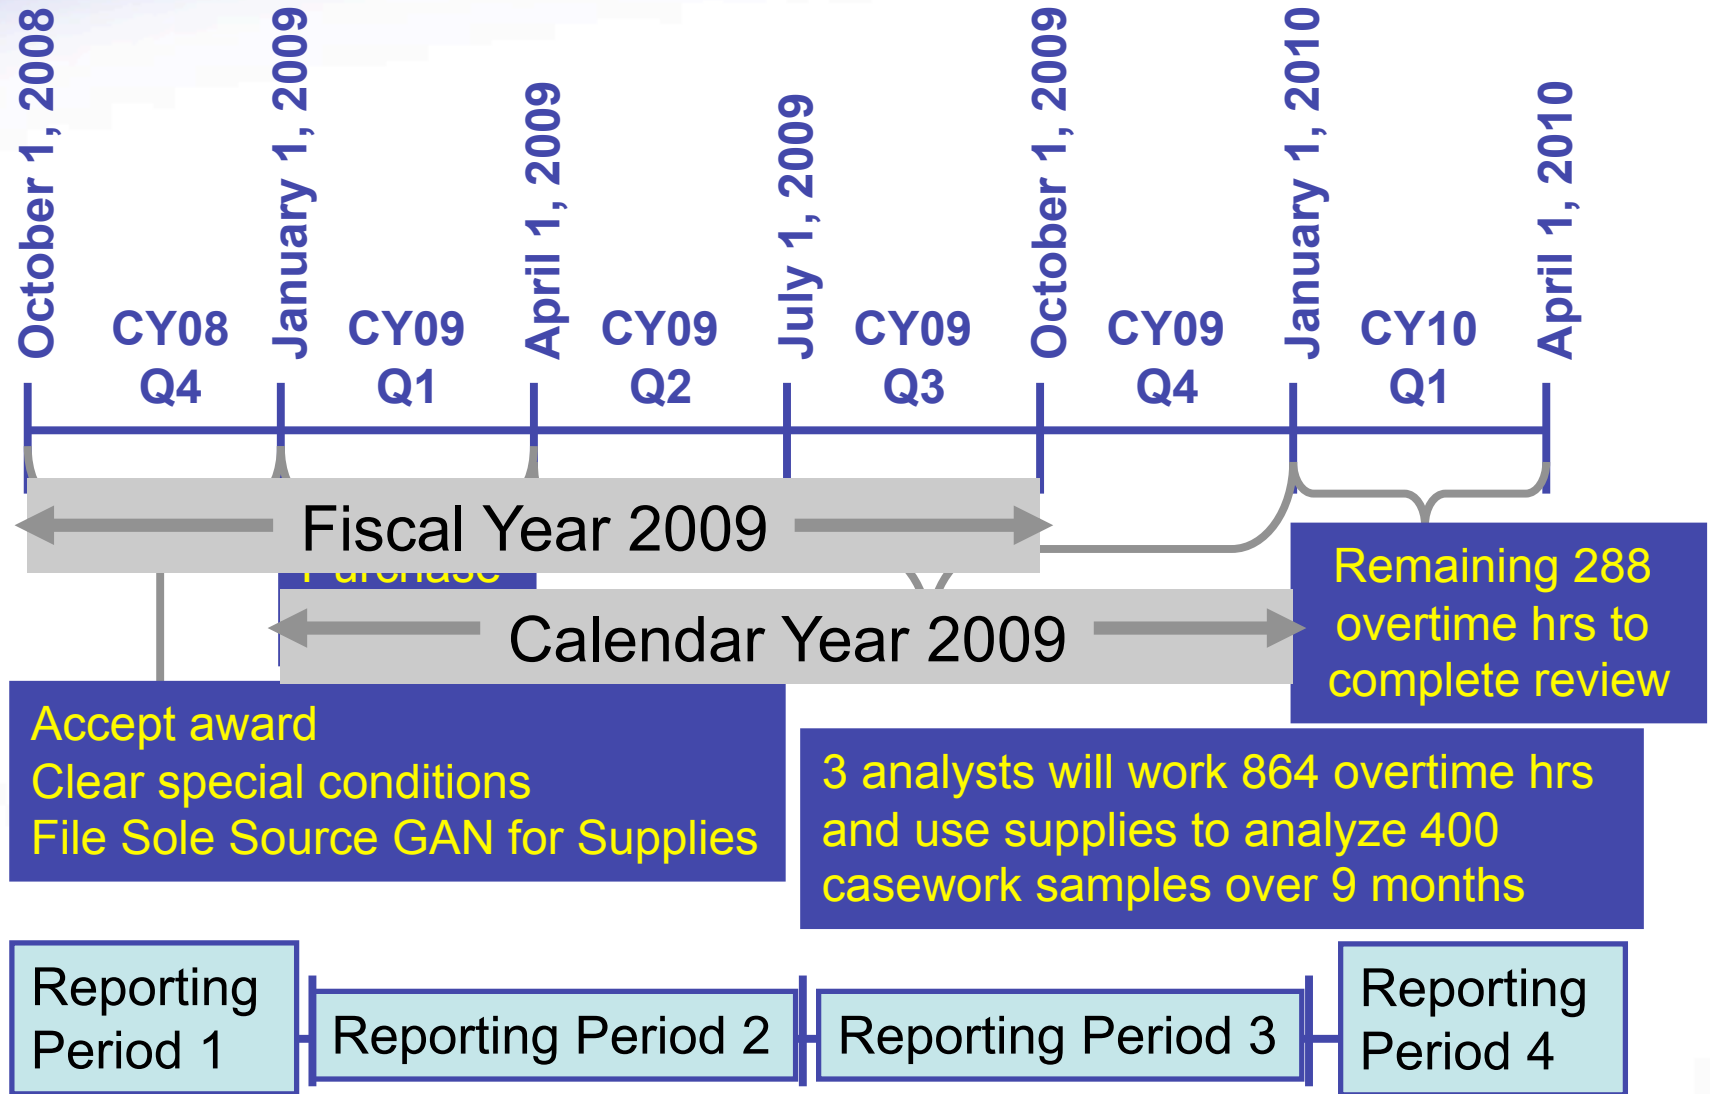 October 1, 2008
January 1, 2009
April 1, 2009
July 1, 2009
October 1, 2009
January 1, 2010
April 1, 2010
CY08
Q4
CY09
Q1
CY09
Q2
CY09
Q3
CY09
Q4
CY10
Q1
Fiscal Year 2009
Purchase
Calendar Year 2009
Remaining 288
overtime hrs to
complete review
Accept award
Clear special conditions
File Sole Source GAN for Supplies
3 analysts will work 864 overtime hrs
and use supplies to analyze 400
casework samples over 9 months
Reporting
Period 1
Reporting Period 2
Reporting Period 3
Reporting
Period 4